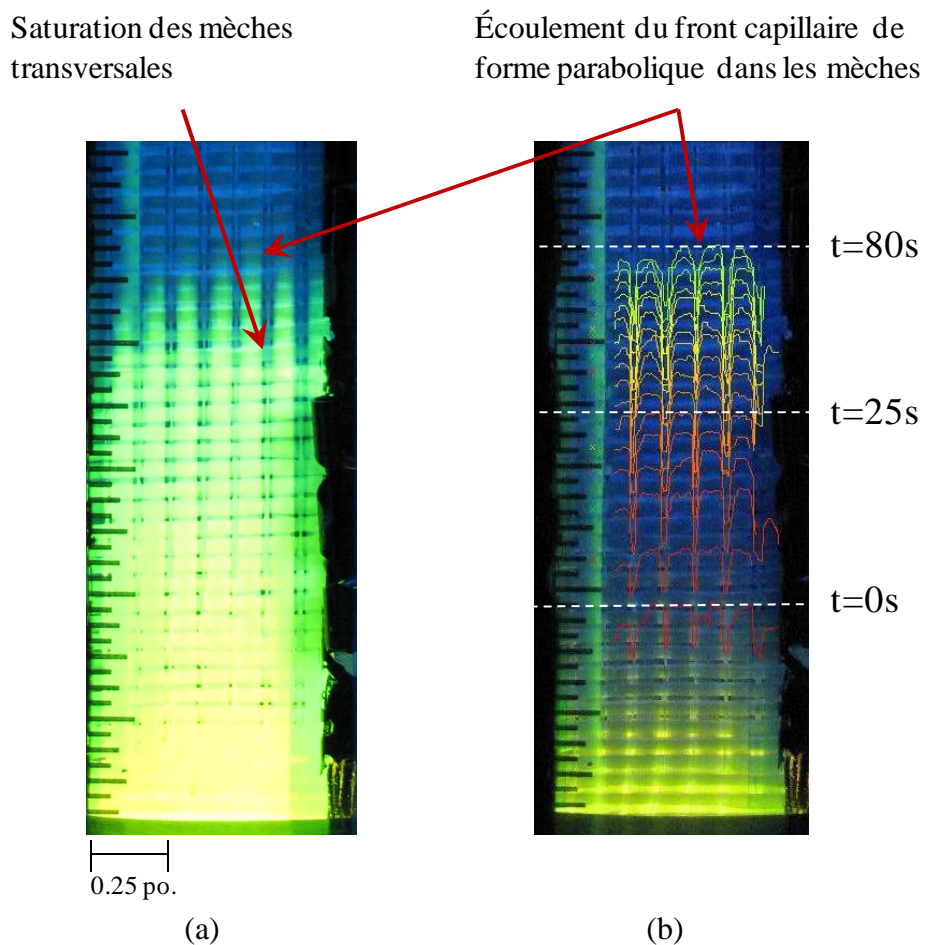 Saturation des mèches
transversales
Écoulement du front capillaire de
forme parabolique dans les mèches
t=80s
t=25s
t=0s
0.25 po.
(a)
(b)